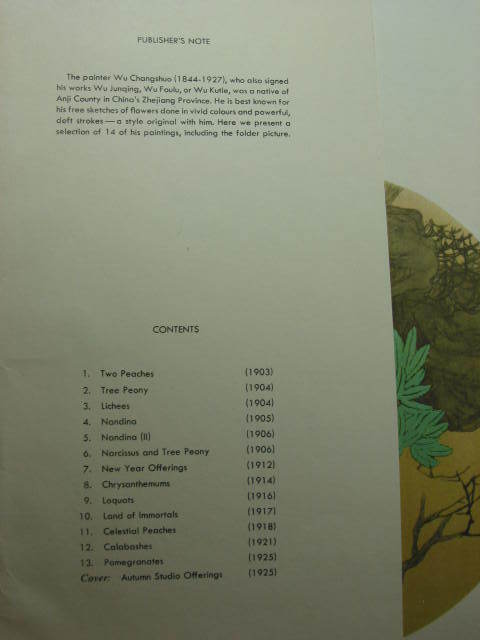 PUBLISHER'S NOTE
The painter Wu Changshuo (1844-1927), who also signed
his works Wu Junqing, Wu Foulu, or Wu Kutie, was a native of
Anji County in China's Zhejiang Province. He is best known for
his free sketches of flowers done in vivid colours and powerful,
deft strokes — a style original with him. Here we present a
selection of 14 of his paintings, including the folder picture.
CONTENTS
1. Two Peaches (1903)
2. Tree Peony (1904)
3. Lichees (1904)
4. Nandina (1905)
5. Nandina (II) (1906)
6. Narcissus and Tree Peony (1906)
7. New Year Offerings (1912)
8. Chrysanthemums (1914)
9. Loquats (1916)
10. Land of Immortals (1917)
11. Celestial Peaches (1918)
12. Calabashes (1921)
13. Pomegranates (1925)
Cover: Autumn Studio Offerings (1925)